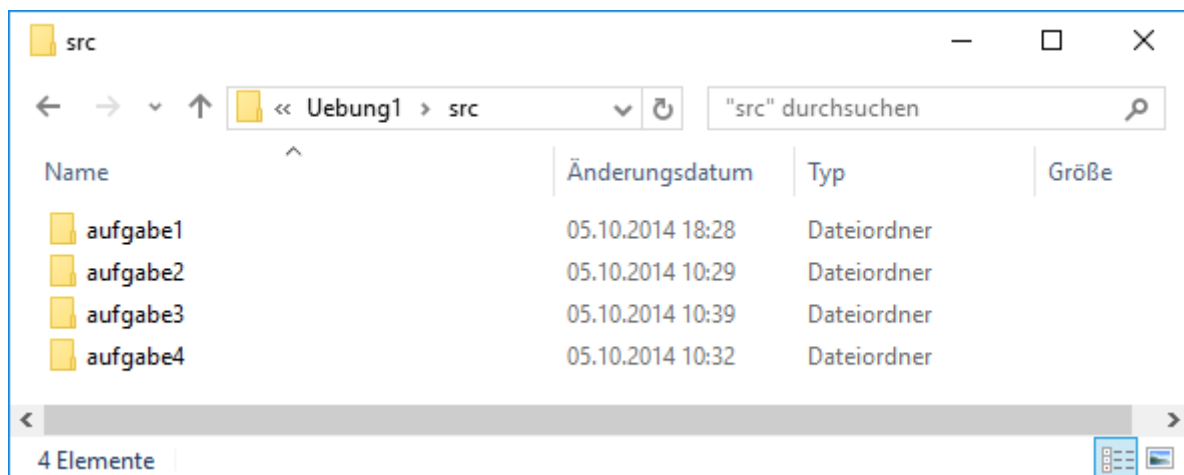 src
« Uebung1 › src "src" durchsuchen
Name Änderungsdatum Typ Größe
aufgabe1 05.10.2014 18:28 Dateiordner
aufgabe2 05.10.2014 10:29 Dateiordner
aufgabe3 05.10.2014 10:39 Dateiordner
aufgabe4 05.10.2014 10:32 Dateiordner
4 Elemente